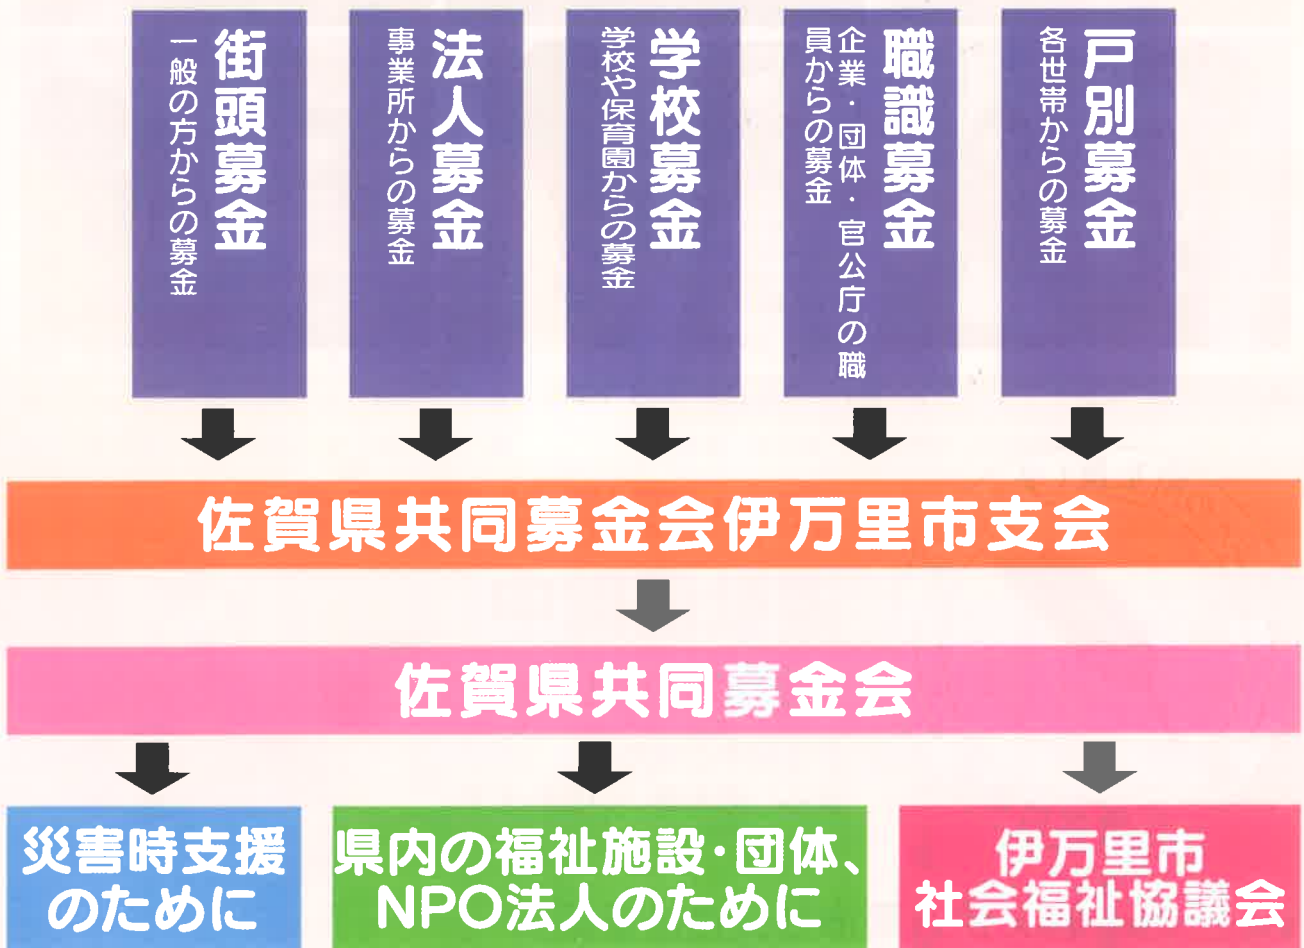 戸別募金
各世帯からの募金
職識募金
企業・団体・官公庁の職
員からの募金
学校募金
学校や保育園からの募金
法人募金
事業所からの募金
街頭募金
一般の方からの募金
佐賀県共同募金会伊万里市支会
佐賀県共同募金会
災害時支援
のために
県内の福祉施設・団体、
NPO法人のために
伊万里市
社会福祉協議会